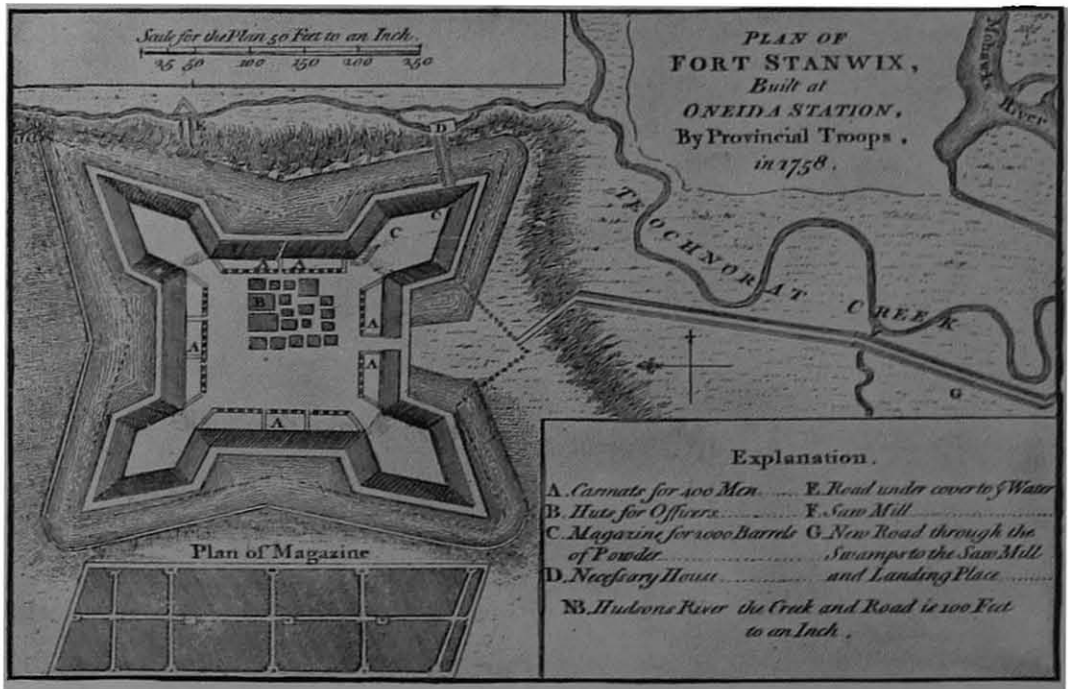 Scale for the Plan 50 Feet to an Inch.
25 50 100 150 200 250
PLAN OF
FORT STANWIX,
Built at
ONEIDA STATION,
By Provincial Troops,
in 1758.
Mohawks River
E
D
C
C
A A
B
A
A
A
A
TEOCHNORAT CREEK
G
Plan of Magazine
Explanation.
A. Casmats for 400 Men
B. Huts for Officers
C. Magazine for 2000 Barrels
of Powder
D. Necessary House
E. Road under cover to ye Water
F. Saw Mill
G. New Road through the
Swamps to the Saw Mill
and Landing Place
NB. Hudsons River the Creek and Road is 200 Feet
to an Inch.